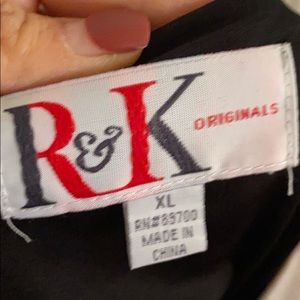 R&K ORIGINALS
XL
RN#89700
MADE IN
CHINA